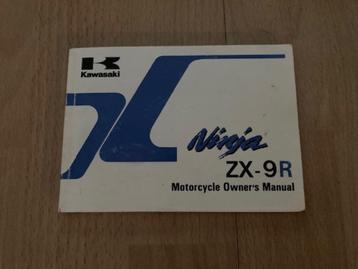 Kawasaki
Ninja
ZX-9R
Motorcycle Owner's Manual